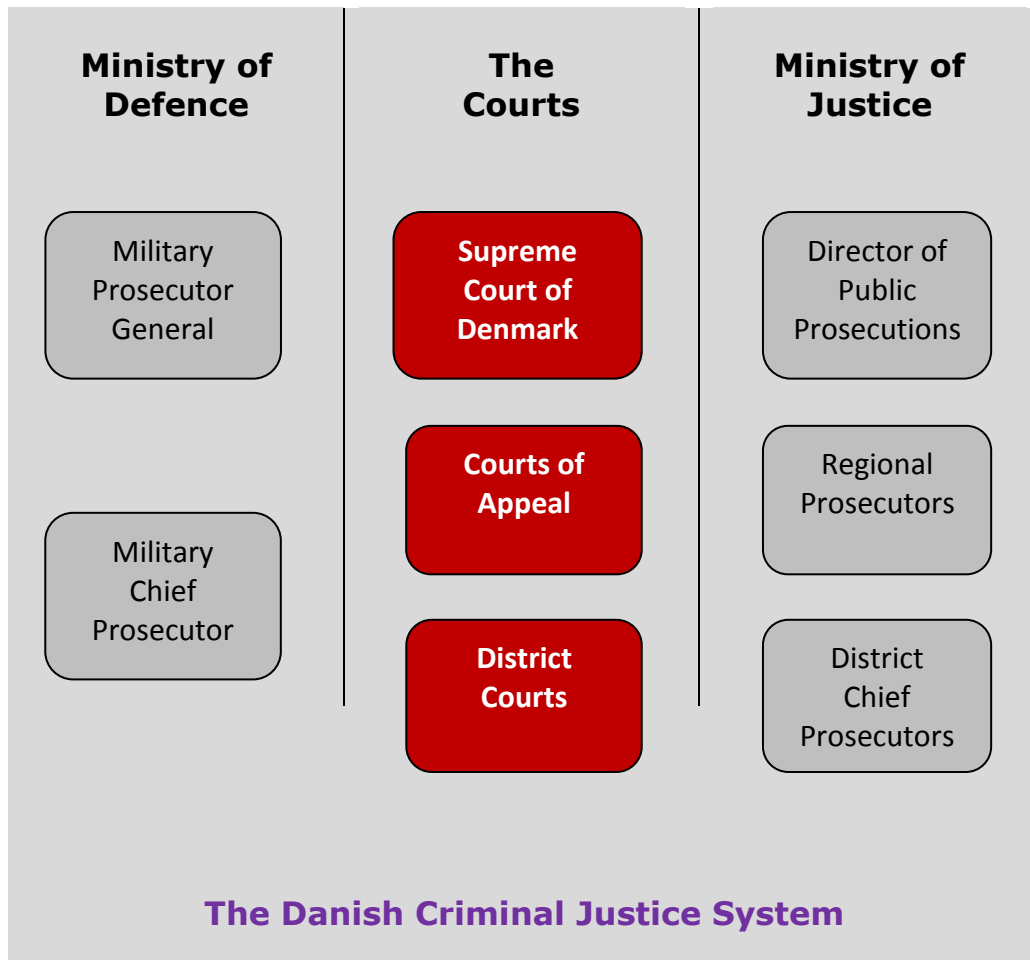 Ministry of
Defence
Military
Prosecutor
General
Military
Chief
Prosecutor
The
Courts
Supreme
Court of
Denmark
Courts of
Appeal
District
Courts
Ministry of
Justice
Director of
Public
Prosecutions
Regional
Prosecutors
District
Chief
Prosecutors
The Danish Criminal Justice System